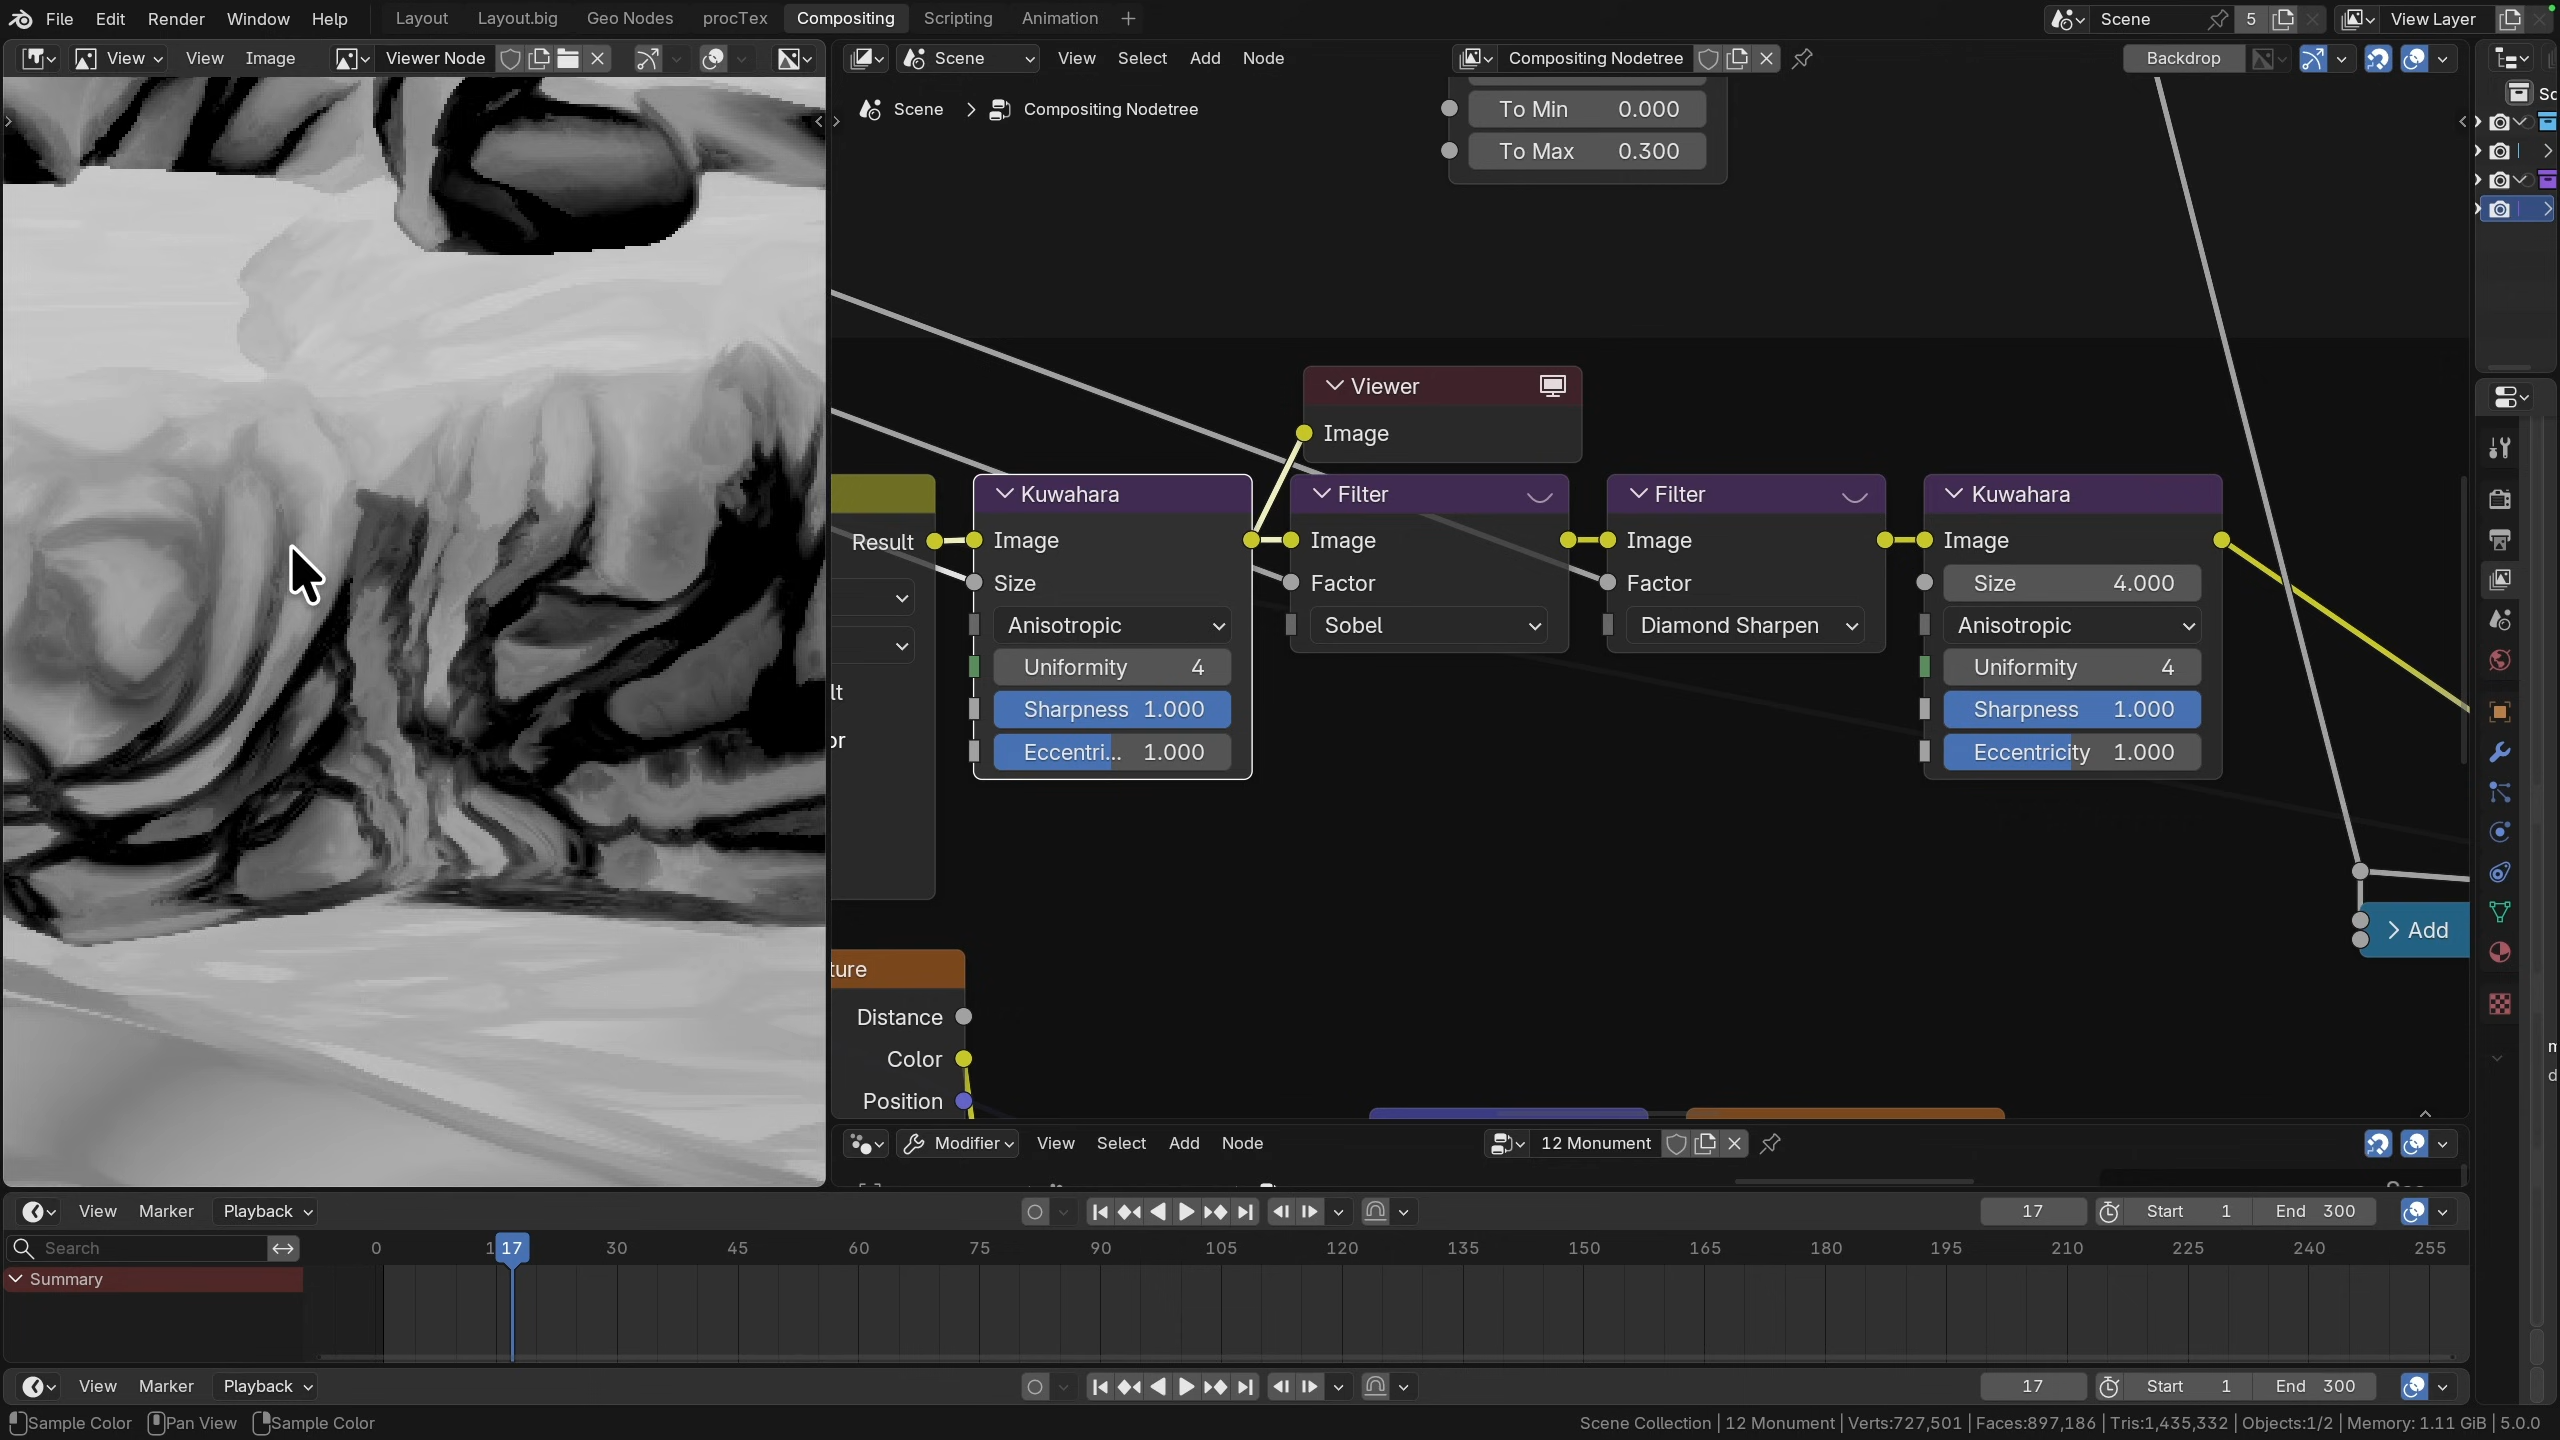 File Edit Render Window Help Layout Layout.big Geo Nodes procTex Compositing Scripting Animation Scene 5 View Layer
View View Image Viewer Node Scene View Select Add Node Compositing Nodetree Backdrop
Scene Compositing Nodetree
To Min 0.000
To Max 0.300
Sc
Viewer
Image
Kuwahara Filter Filter Kuwahara
Result Image Image Image Image
Size Factor Factor Size 4.000
Anisotropic Sobel Diamond Sharpen Anisotropic
Uniformity 4 Uniformity 4
lt Sharpness 1.000 Sharpness 1.000
or Eccentri... 1.000 Eccentricity 1.000
Add
ture
Distance
Color
Position
Modifier View Select Add Node 12 Monument
View Marker Playback 17 Start 1 End 300
Search 0 17 30 45 60 75 90 105 120 135 150 165 180 195 210 225 240 255
Summary
View Marker Playback 17 Start 1 End 300
Sample Color Pan View Sample Color Scene Collection | 12 Monument | Verts:727,501 | Faces:897,186 | Tris:1,435,332 | Objects:1/2 | Memory: 1.11 GiB | 5.0.0